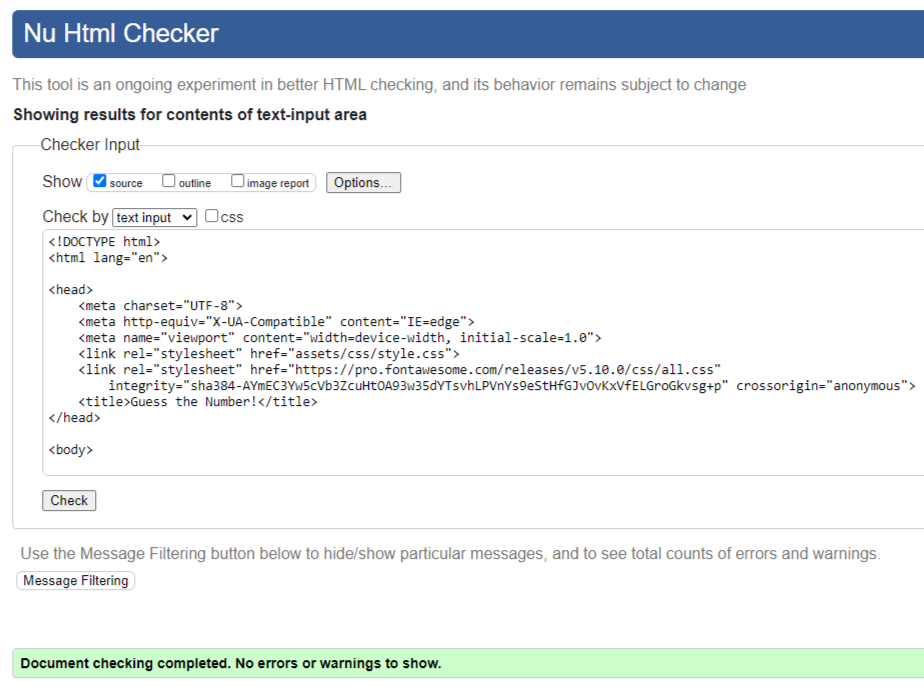 Nu Html Checker
This tool is an ongoing experiment in better HTML checking, and its behavior remains subject to change
Showing results for contents of text-input area
Checker Input
Show source outline image report Options...
Check by text input css
<!DOCTYPE html>
<html lang="en">
<head>
<meta charset="UTF-8">
<meta http-equiv="X-UA-Compatible" content="IE=edge">
<meta name="viewport" content="width=device-width, initial-scale=1.0">
<link rel="stylesheet" href="assets/css/style.css">
<link rel="stylesheet" href="https://pro.fontawesome.com/releases/v5.10.0/css/all.css"
integrity="sha384-AYmEC3Yw5cVb3ZcuHtOA93w35dYTsvhLPVnYs9eStHfGJvOvKxVfELGroGkvsg+p" crossorigin="anonymous">
<title>Guess the Number!</title>
</head>
<body>
Check
Use the Message Filtering button below to hide/show particular messages, and to see total counts of errors and warnings.
Message Filtering
Document checking completed. No errors or warnings to show.